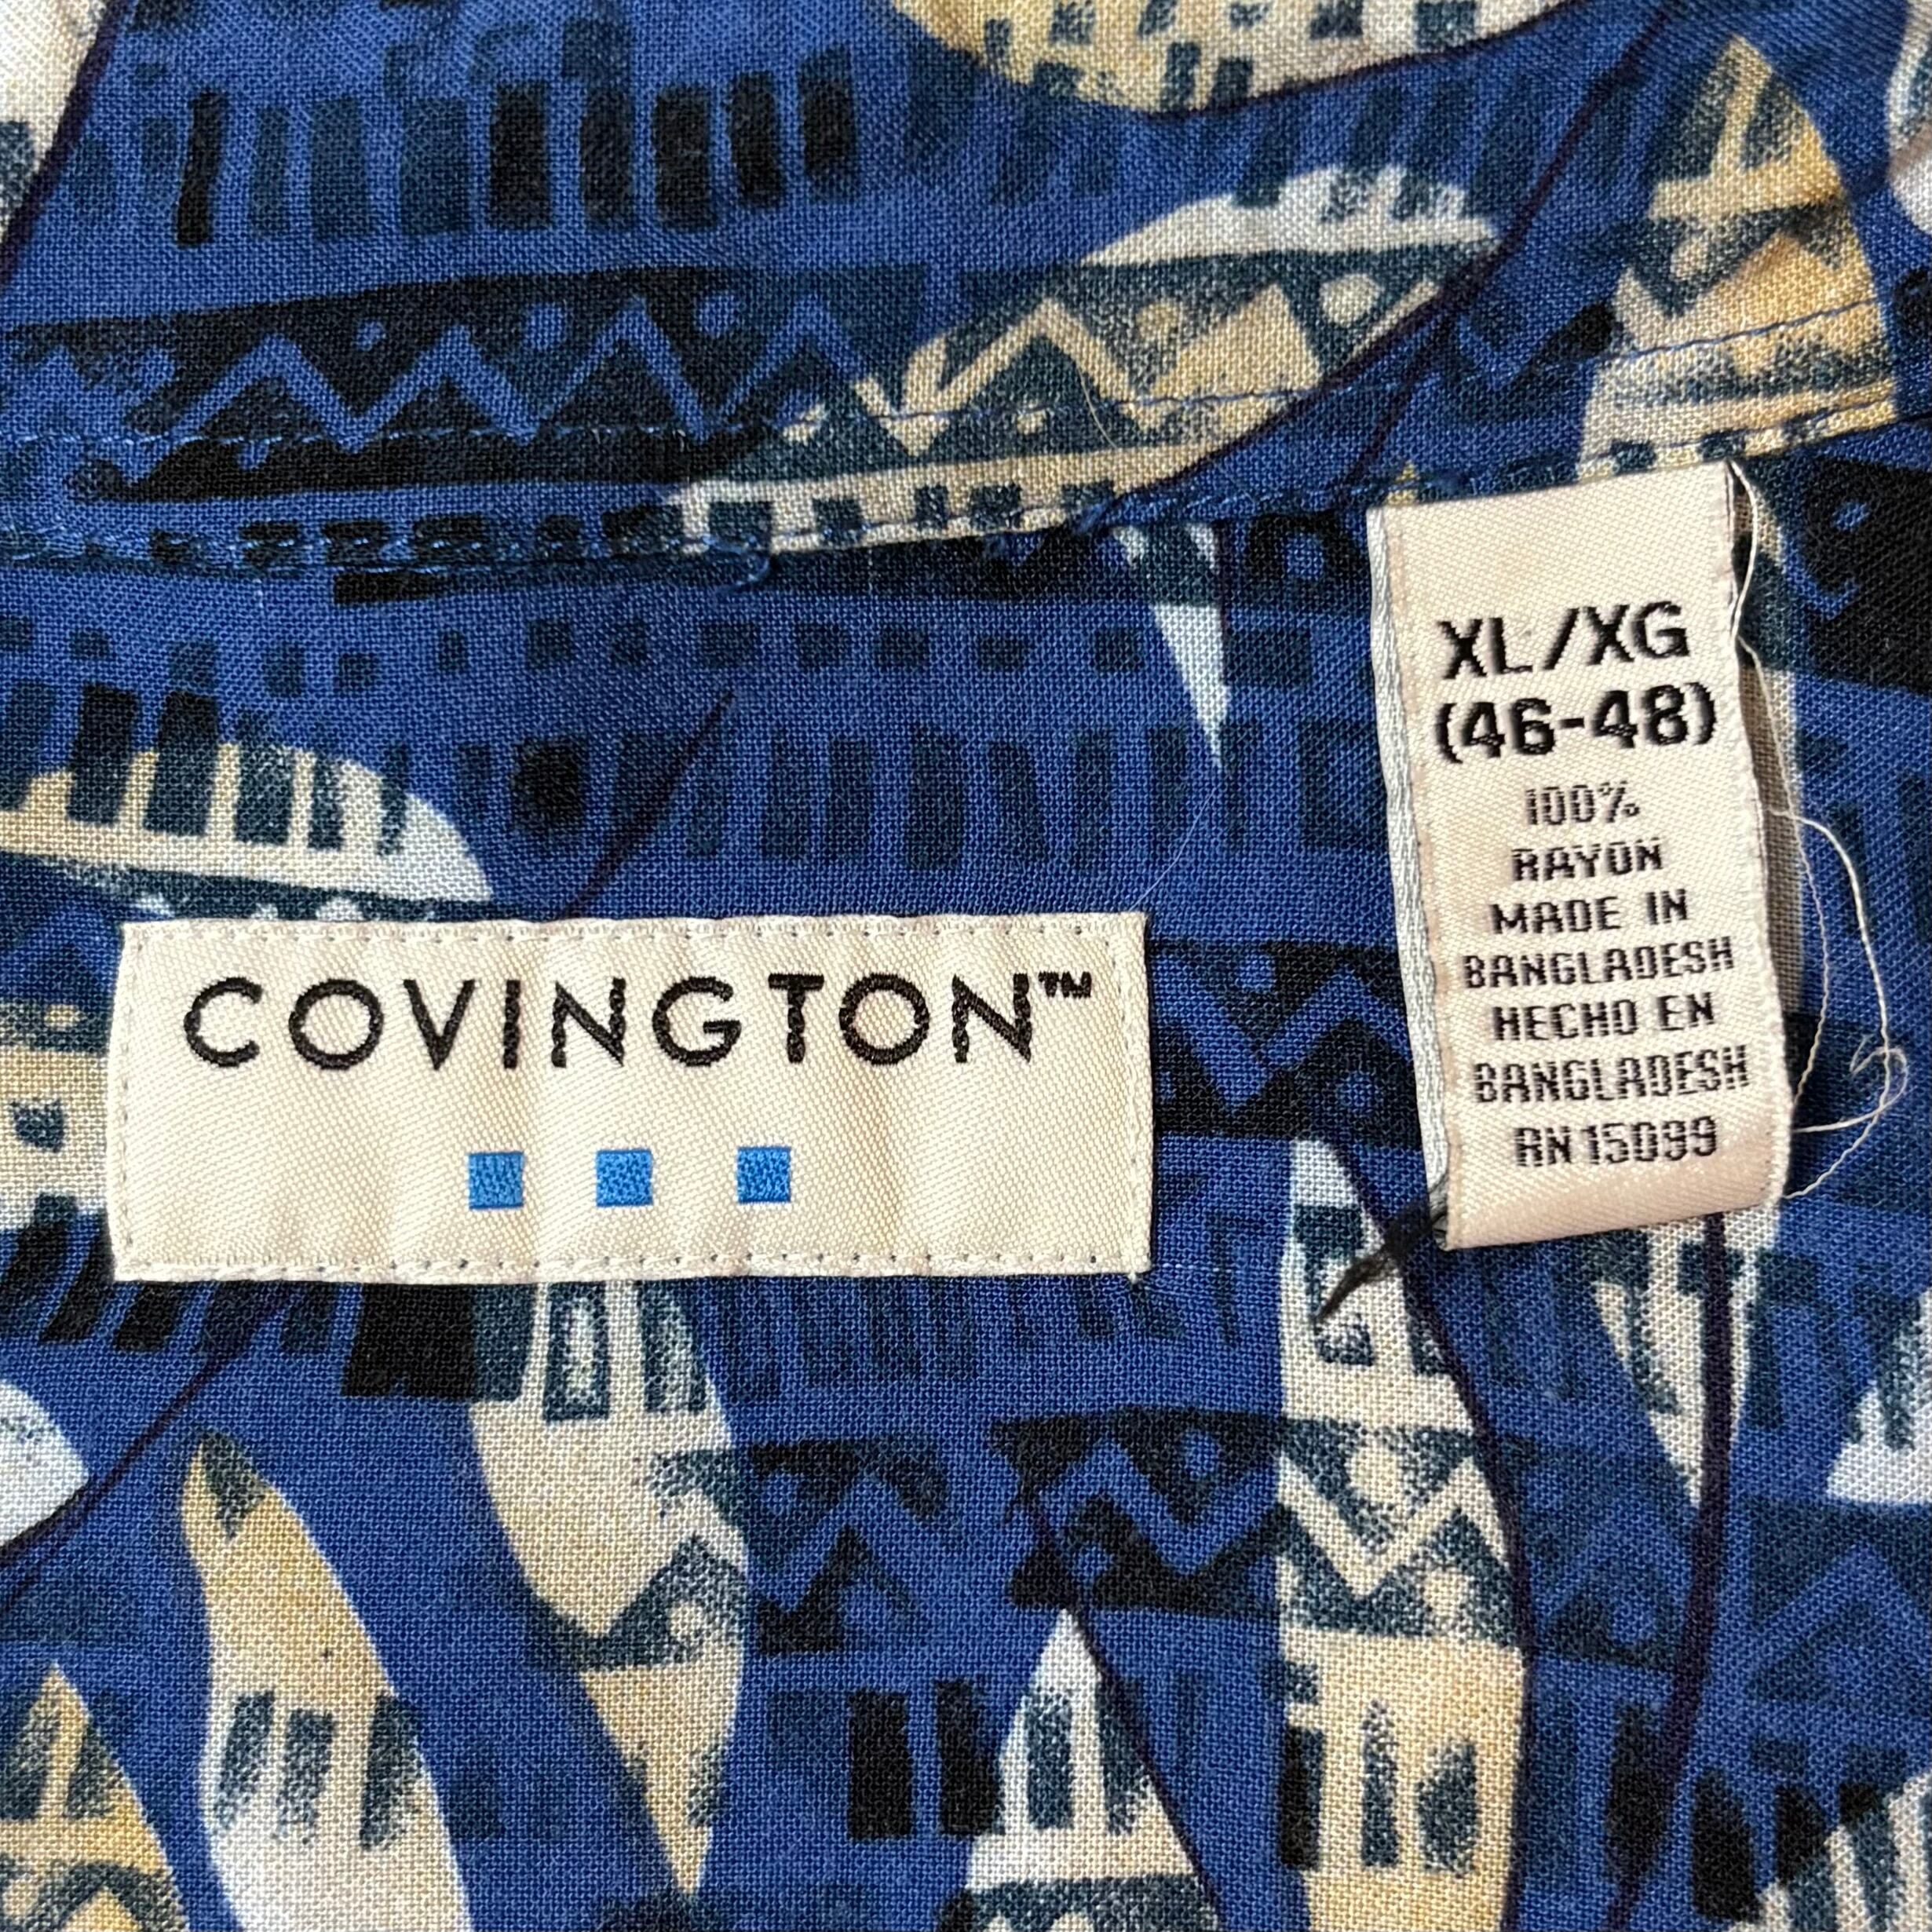 COVINGTON™
XL/XG
(46-48)
100%
RAYON
MADE IN
BANGLADESH
HECHO EN
BANGLADESH
RN 15099